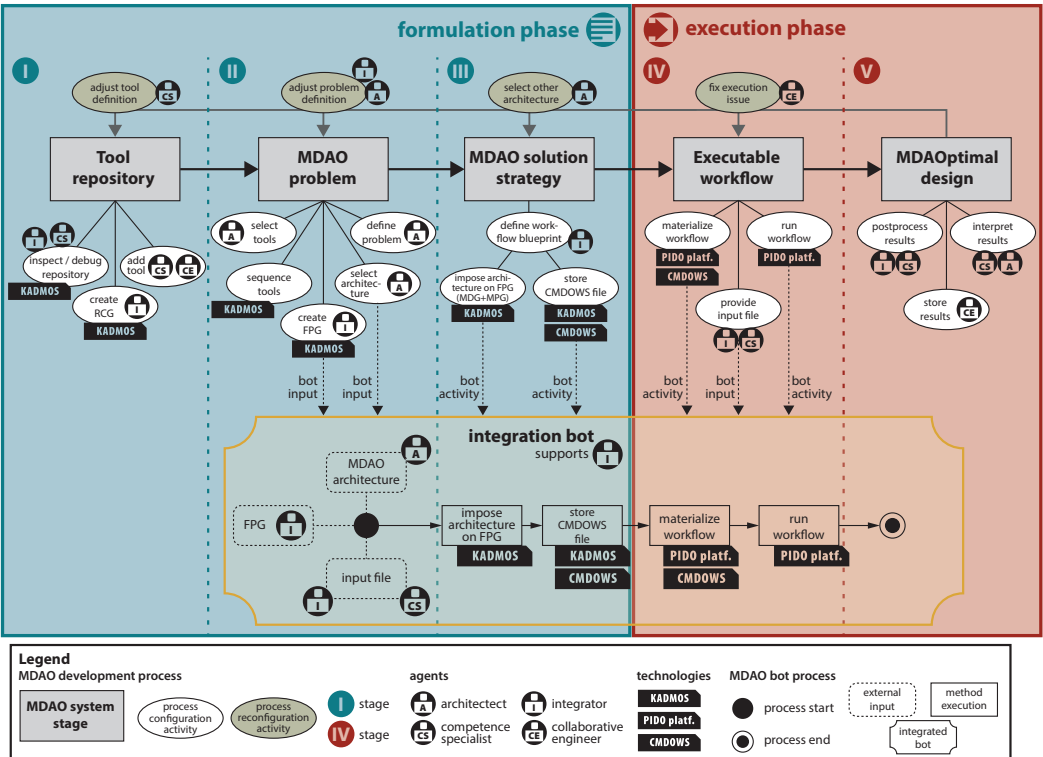 formulation phase
execution phase
I
II
III
IV
V
adjust tool
definition
CS
adjust problem
definition
I
A
select other
architecture
A
fix execution
issue
CE
Tool
repository
MDAO
problem
MDAO solution
strategy
Executable
workflow
MDAOptimal
design
I
CS
inspect / debug
repository
KADMOS
add
tool
CS
CE
create
RCG
I
KADMOS
A
select
tools
define
problem
A
sequence
tools
KADMOS
select
architec-
ture
A
create
FPG
I
KADMOS
define work-
flow blueprint
I
impose archi-
tecture on FPG
(MDG+MPG)
KADMOS
store
CMDOWS file
KADMOS
CMDOWS
materialize
workflow
PIDO platf.
CMDOWS
run
workflow
PIDO platf.
provide
input file
I
CS
postprocess
results
I
CS
interpret
results
CS
A
store
results
CE
bot
input
bot
input
bot
activity
bot
activity
bot
activity
bot
input
bot
activity
integration bot
supports
I
MDAO
architecture
A
FPG
I
input file
I
CS
impose
architecture
on FPG
KADMOS
store
CMDOWS
file
KADMOS
CMDOWS
materialize
workflow
PIDO platf.
CMDOWS
run
workflow
PIDO platf.
Legend
MDAO development process
MDAO system
stage
process
configuration
activity
process
reconfiguration
activity
I
stage
IV
stage
agents
A
architectect
I
integrator
CS
competence
specialist
CE
collaborative
engineer
technologies
KADMOS
PIDO platf.
CMDOWS
MDAO bot process
process start
process end
external
input
method
execution
integrated
bot